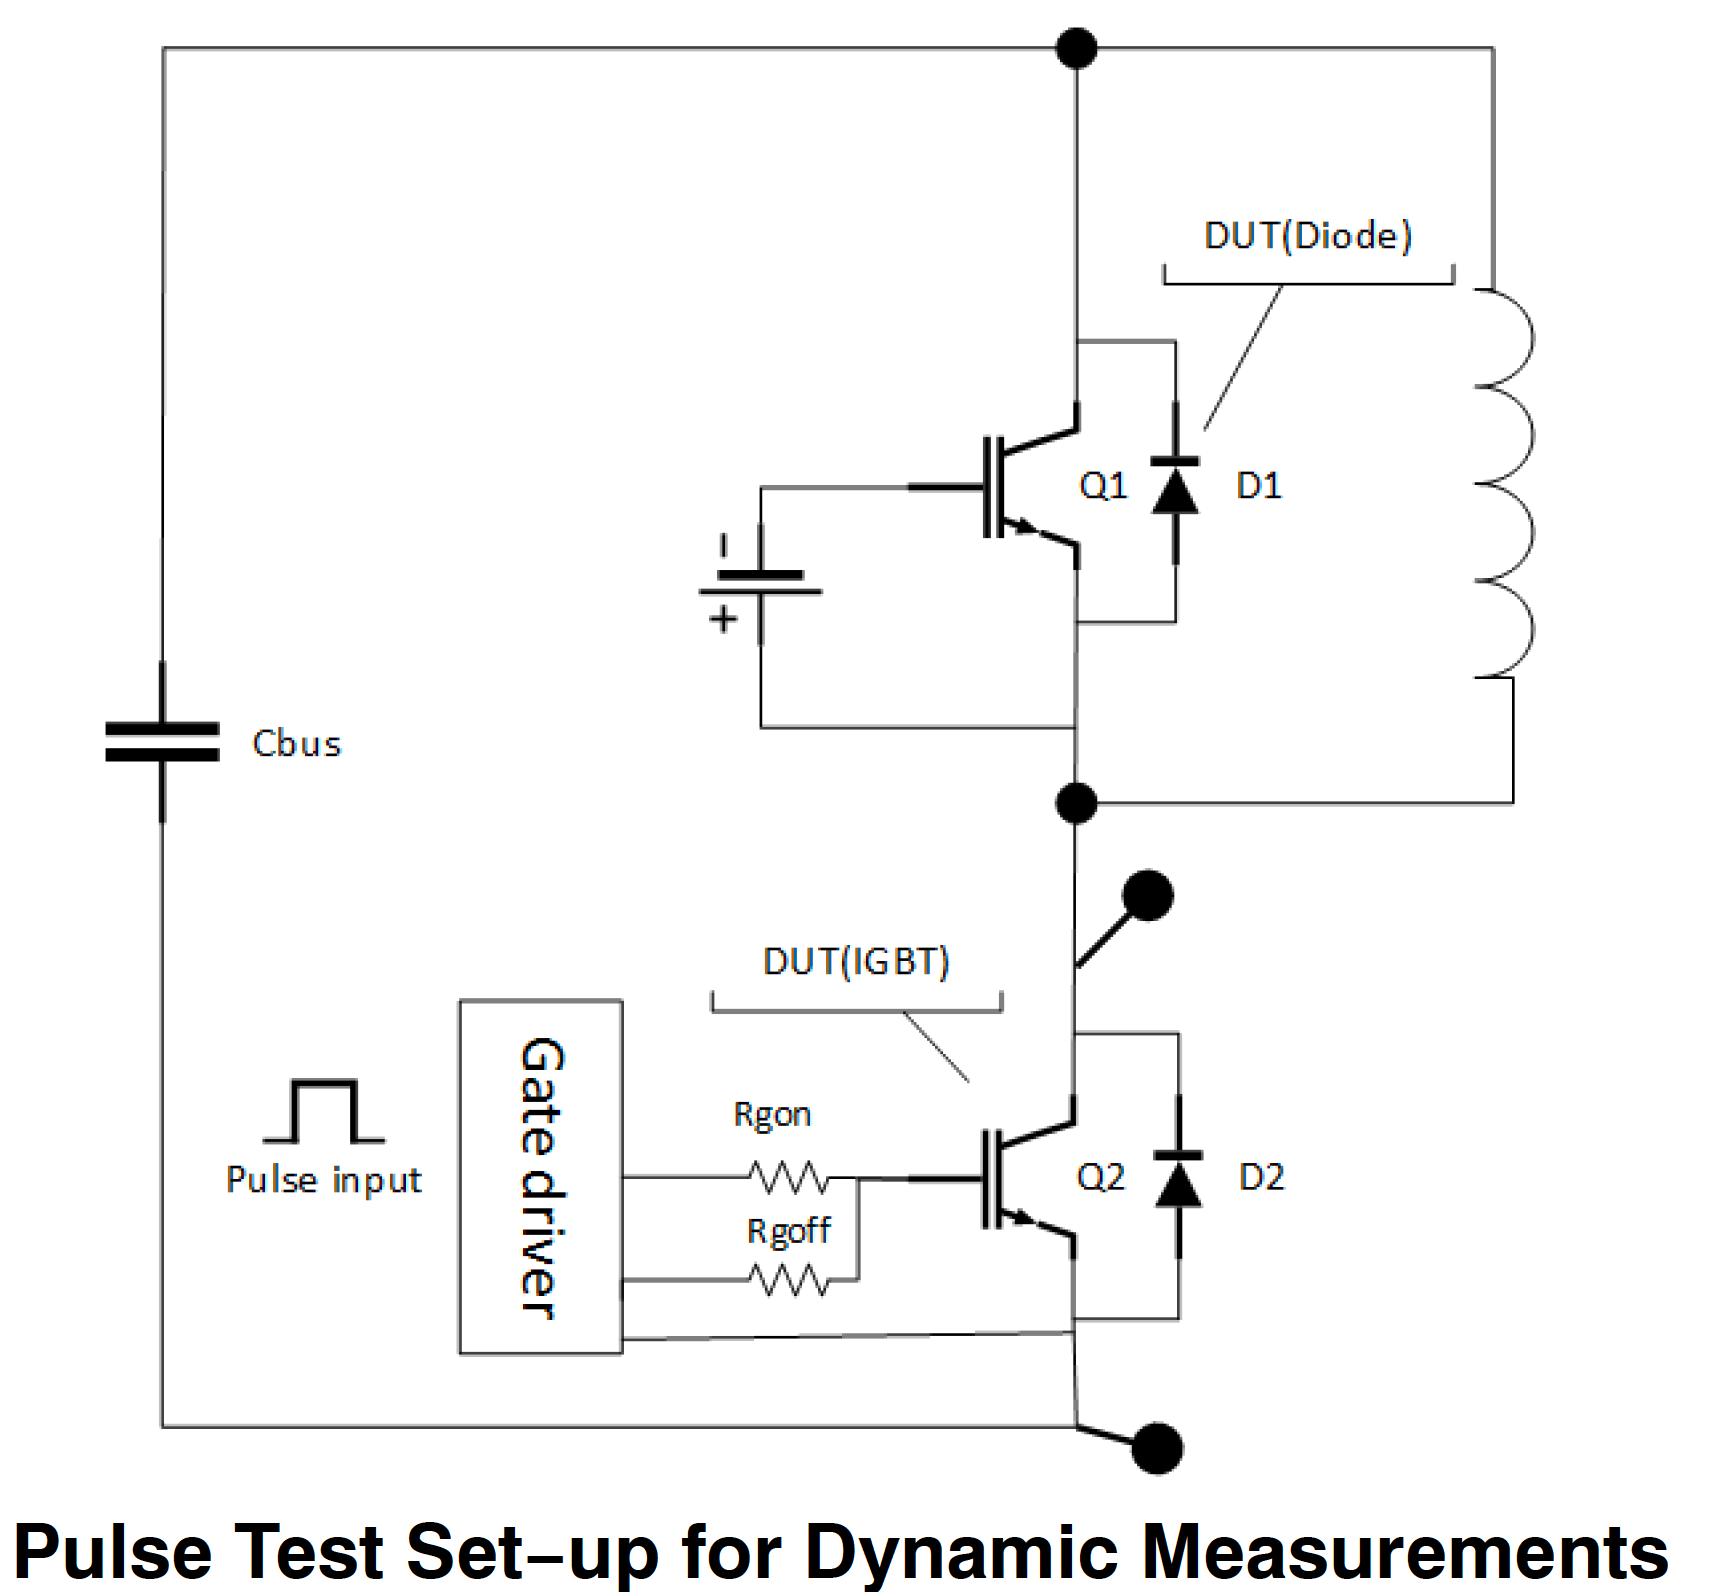 DUT(Diode)
Q1
D1
-
+
Cbus
DUT(IGBT)
Gate driver
Rgon
Pulse input
Q2
D2
Rgoff
Pulse Test Set–up for Dynamic Measurements